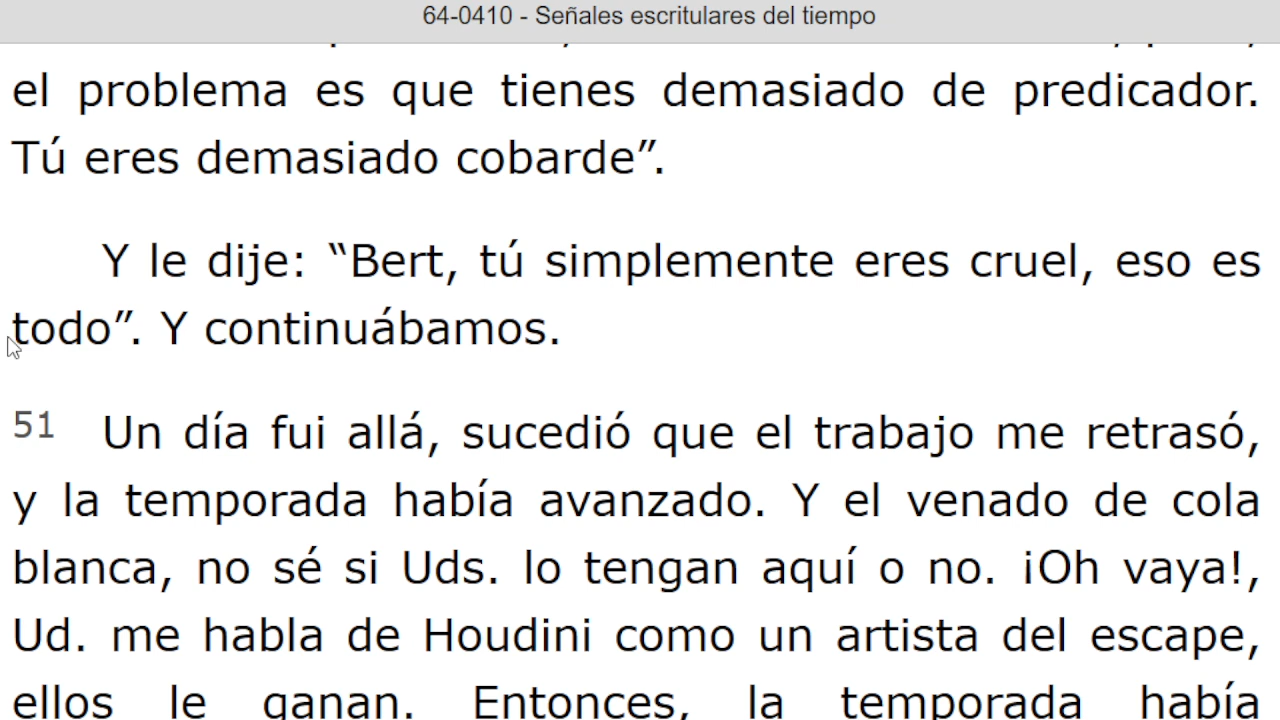 64-0410 - Señales escritulares del tiempo
el problema es que tienes demasiado de predicador.
Tú eres demasiado cobarde”.
Y le dije: “Bert, tú simplemente eres cruel, eso es
todo”. Y continuábamos.
51 Un día fui allá, sucedió que el trabajo me retrasó,
y la temporada había avanzado. Y el venado de cola
blanca, no sé si Uds. lo tengan aquí o no. ¡Oh vaya!,
Ud. me habla de Houdini como un artista del escape,
ellos le ganan. Entonces, la temporada había